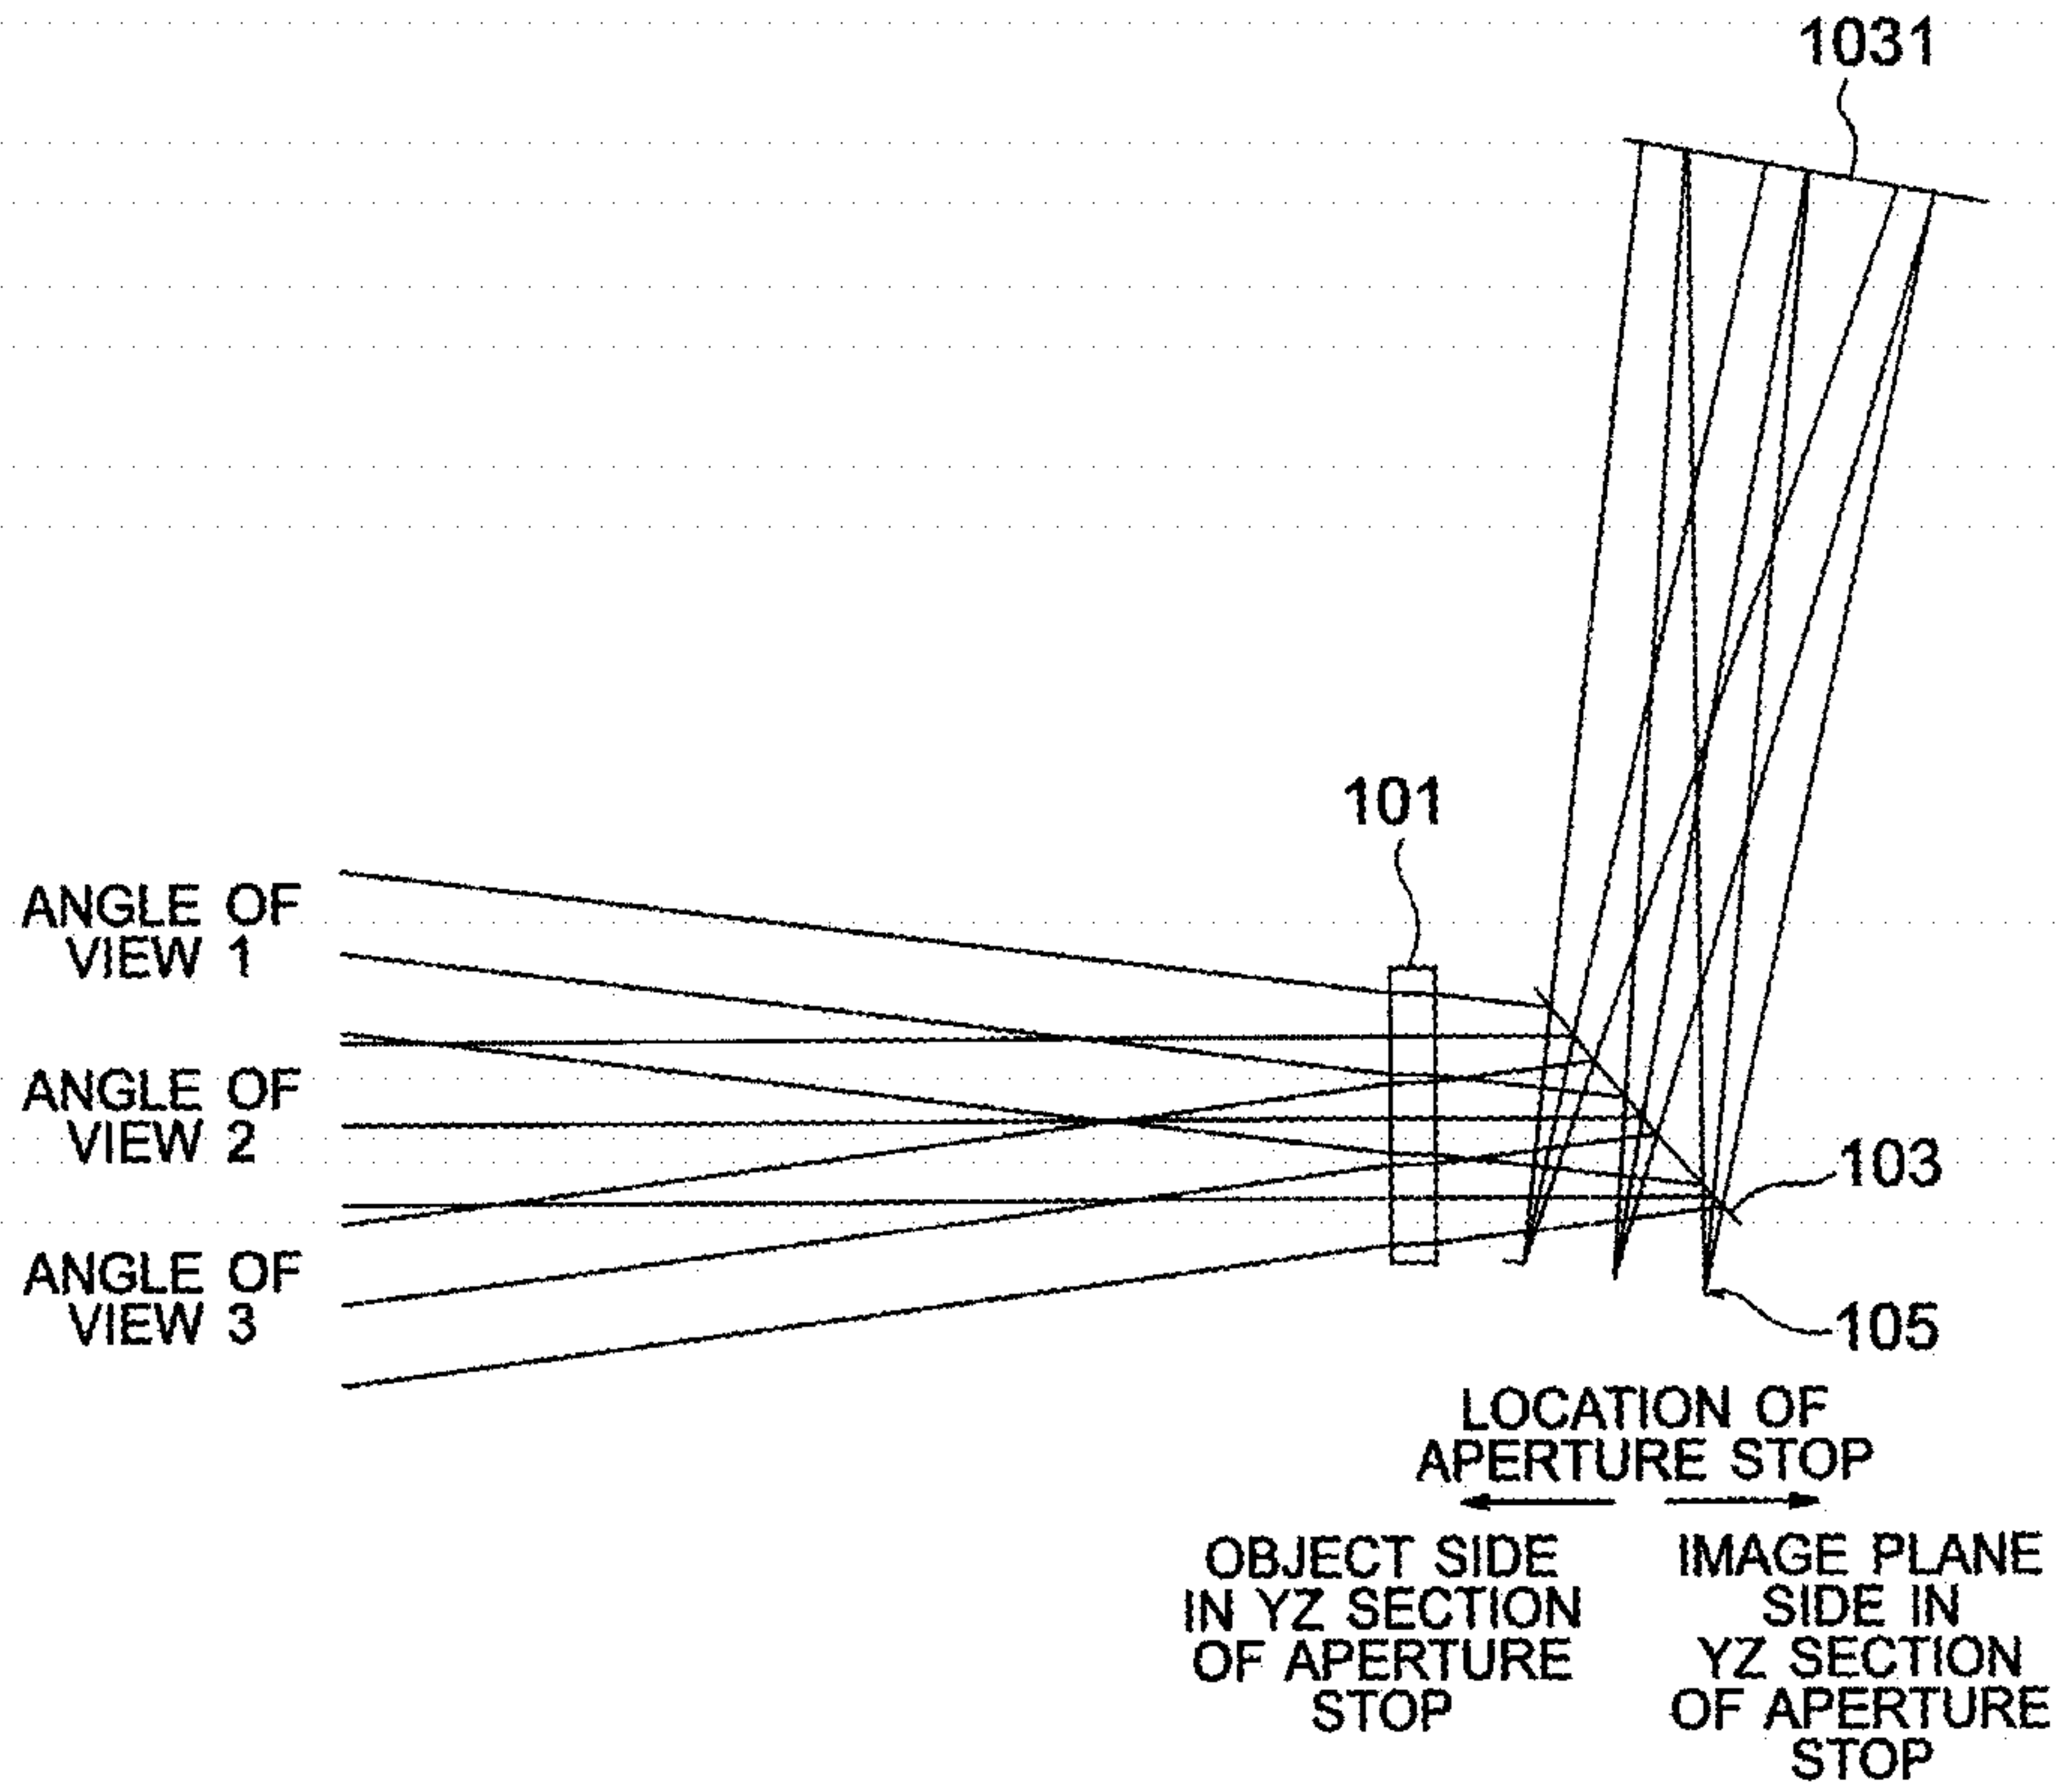 1031
101
ANGLE OF
VIEW 1
ANGLE OF
VIEW 2
103
ANGLE OF
VIEW 3
105
LOCATION OF
APERTURE STOP
OBJECT SIDE
IN YZ SECTION
OF APERTURE
STOP
IMAGE PLANE
SIDE IN
YZ SECTION
OF APERTURE
STOP